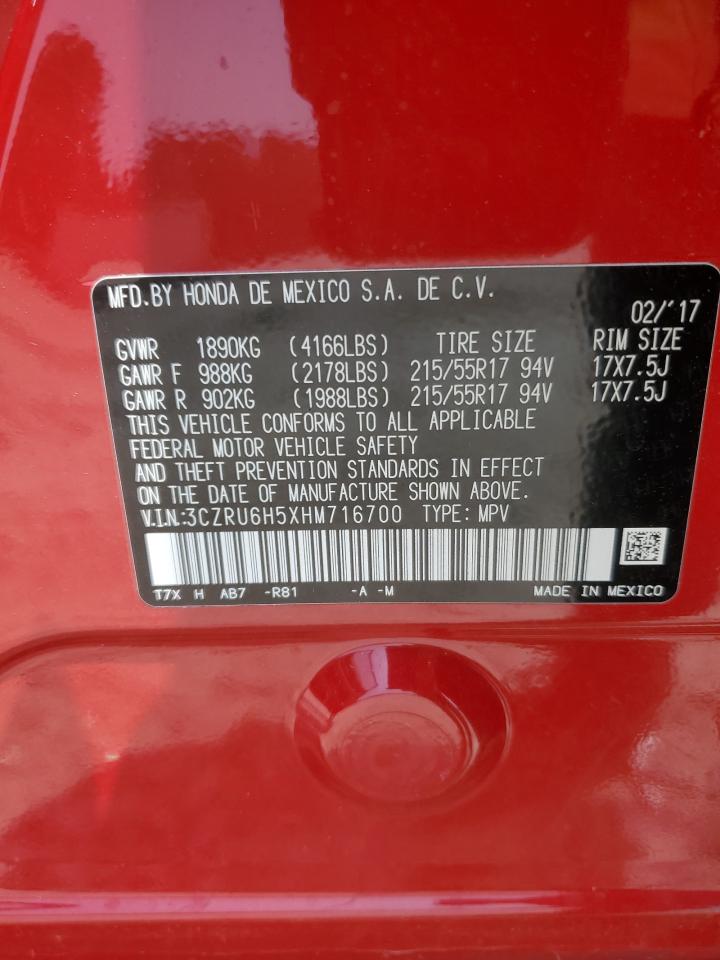 MFD.BY HONDA DE MEXICO S.A. DE C.V.
02/'17
GVWR 1890KG (4166LBS) TIRE SIZE RIM SIZE
GAWR F 988KG (2178LBS) 215/55R17 94V 17X7.5J
GAWR R 902KG (1988LBS) 215/55R17 94V 17X7.5J
THIS VEHICLE CONFORMS TO ALL APPLICABLE
FEDERAL MOTOR VEHICLE SAFETY
AND THEFT PREVENTION STANDARDS IN EFFECT
ON THE DATE OF MANUFACTURE SHOWN ABOVE.
V.I.N.:3CZRU6H5XHM716700 TYPE: MPV
T7X H AB7 -R81 -A -M MADE IN MEXICO